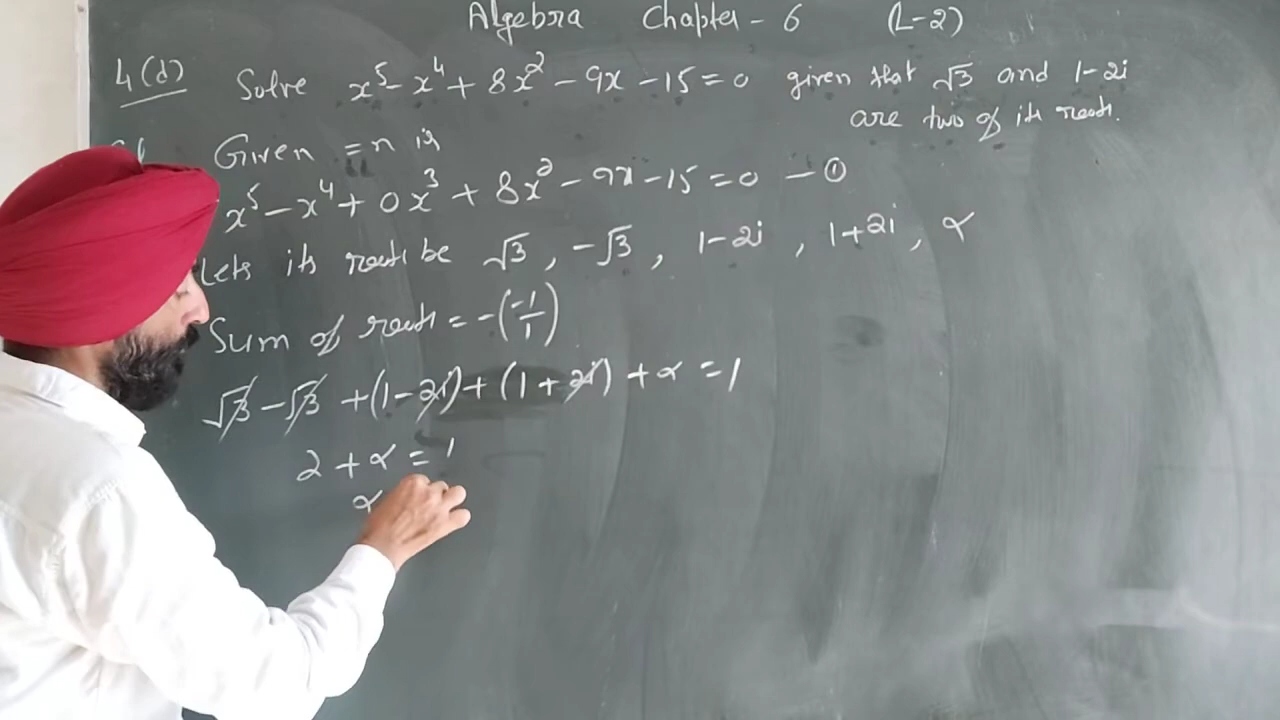 Algebra Chapter - 6 (L-2)
4(d) Solve x⁵ - x⁴ + 8x² - 9x - 15 = 0 given that √3 and 1-2i
are two of its roots.
Given =n is
x⁵ - x⁴ + 0x³ + 8x² - 9x - 15 = 0 - ①
Lets its roots be √3, -√3, 1-2i, 1+2i, α
Sum of roots = -(-1/1)
√3 - √3 + (1-2i) + (1+2i) + α = 1
2 + α = 1
α